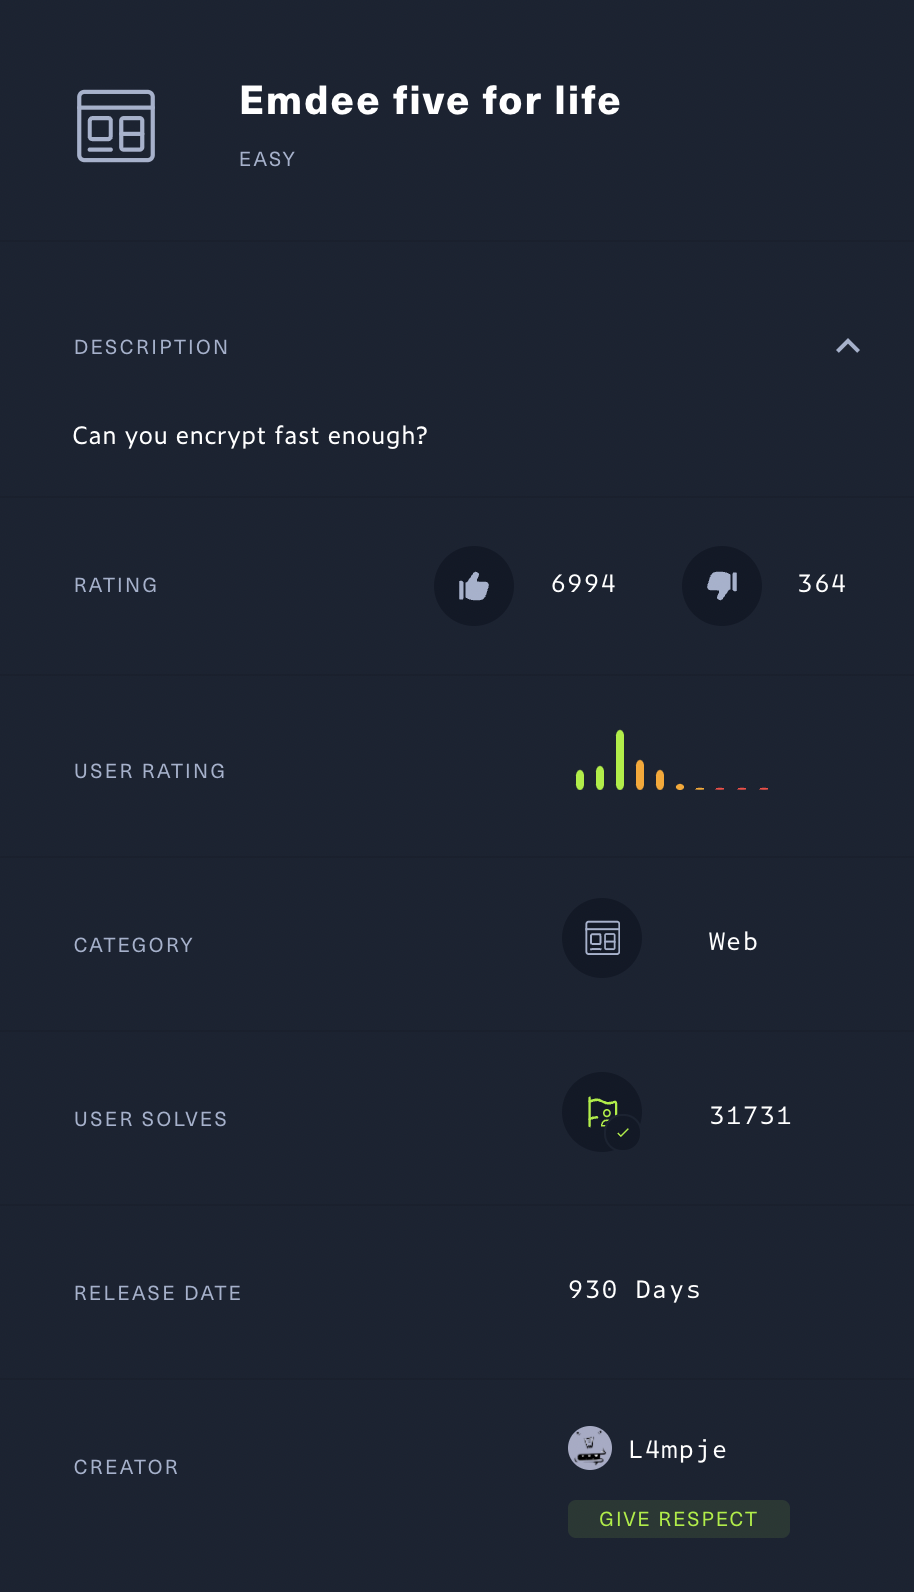 Emdee five for life
EASY
DESCRIPTION
Can you encrypt fast enough?
RATING 6994 364
USER RATING
CATEGORY Web
USER SOLVES 31731
RELEASE DATE 930 Days
CREATOR L4mpje
GIVE RESPECT